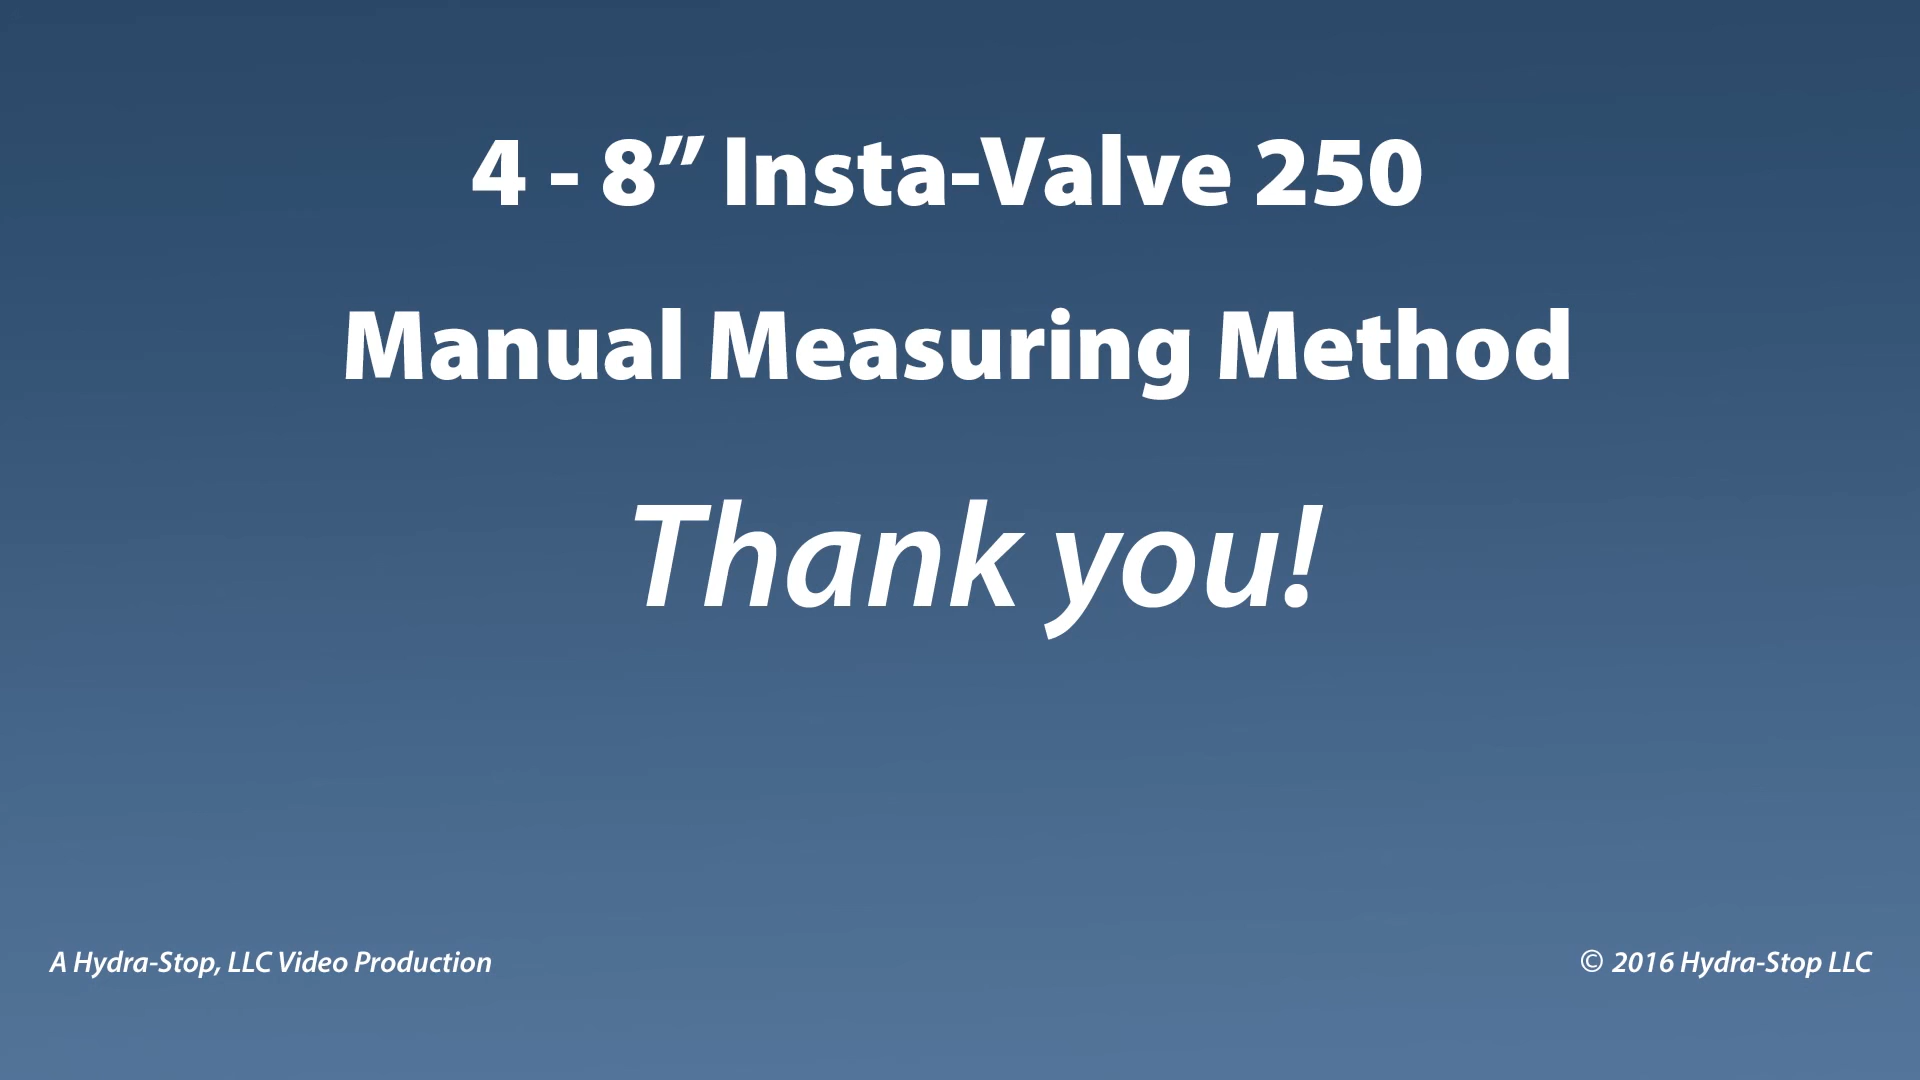 4 - 8” Insta-Valve 250
Manual Measuring Method
Thank you!
A Hydra-Stop, LLC Video Production
© 2016 Hydra-Stop LLC